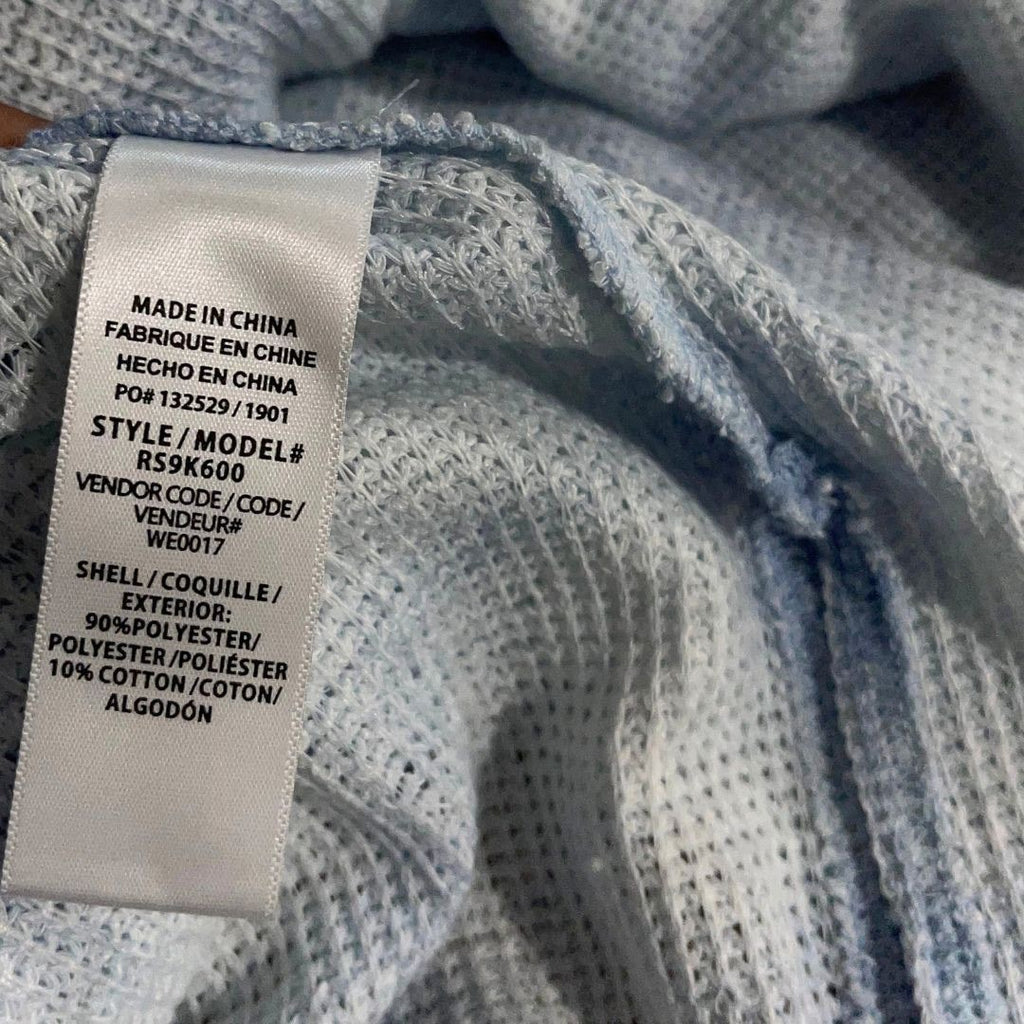 MADE IN CHINA
FABRIQUE EN CHINE
HECHO EN CHINA
PO# 132529 / 1901
STYLE / MODEL#
RS9K600
VENDOR CODE / CODE /
VENDEUR#
WE0017
SHELL / COQUILLE /
EXTERIOR:
90%POLYESTER/
POLYESTER /POLIÉSTER
10% COTTON /COTON/
ALGODÓN